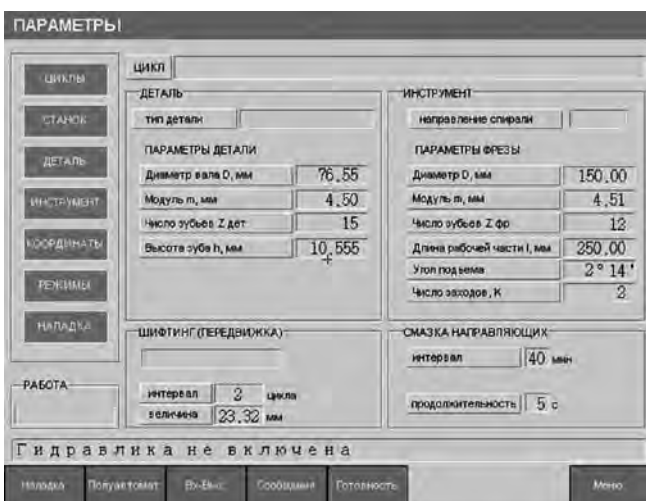 ПАРАМЕТРЫ
ЦИКЛЫ
СТАНОК
ДЕТАЛЬ
ИНСТРУМЕНТ
КООРДИНАТЫ
РЕЖИМЫ
НАЛАДКА
РАБОТА
ЦИКЛ
ДЕТАЛЬ
тип детали
ПАРАМЕТРЫ ДЕТАЛИ
Диаметр вала D, мм 76,55
Модуль m, мм 4,50
Число зубьев Z дет 15
Высота зуба h, мм 10,555
ИНСТРУМЕНТ
направление спирали
ПАРАМЕТРЫ ФРЕЗЫ
Диаметр D, мм 150,00
Модуль m, мм 4,51
Число зубьев Z фр 12
Длина рабочей части l, мм 250,00
Угол подъема 2° 14'
Число заходов, K 2
ШИФТИНГ (ПЕРЕДВИЖКА)
интервал 2 цикла
величина 23,32 мм
СМАЗКА НАПРАВЛЯЮЩИХ
интервал 40 мин
продолжительность 5 с
Гидравлика не включена
Наладка Полуавтомат Вх-Вых Сообщения Готовность Меню